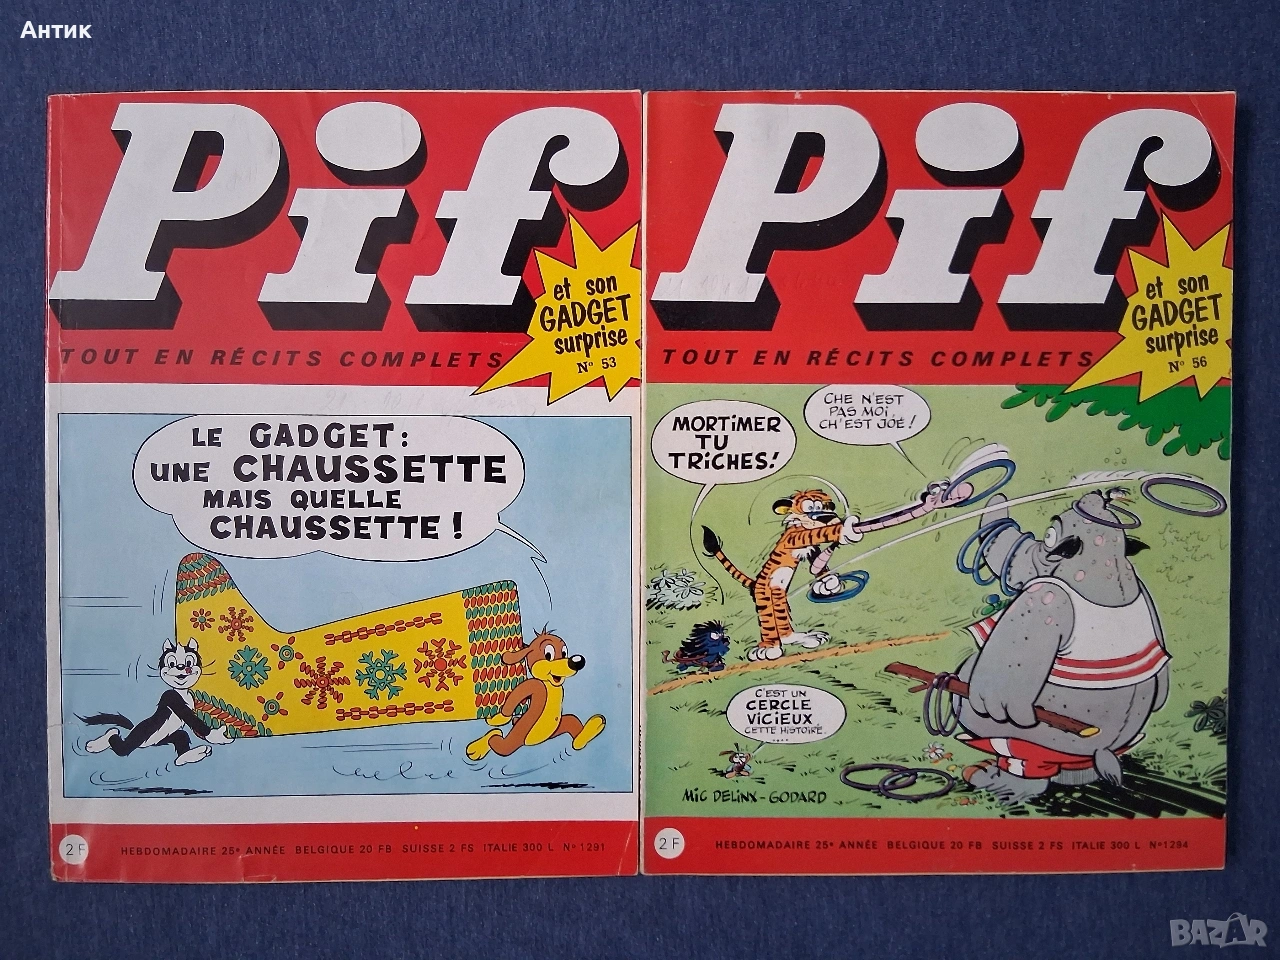 Антик
Pif
et son
GADGET
surprise
N° 53
TOUT EN RÉCITS COMPLETS
LE GADGET:
UNE CHAUSSETTE
MAIS QUELLE
CHAUSSETTE!
2 F
HEBDOMADAIRE 25e ANNÉE BELGIQUE 20 FB SUISSE 2 FS ITALIE 300 L N° 1291
Pif
et son
GADGET
surprise
N° 56
TOUT EN RÉCITS COMPLETS
MORTIMER
TU
TRICHES!
CHE N'EST
PAS MOI.
CH'EST JOË!
C'EST UN
CERCLE
VICIEUX
CETTE HISTOIRE.
....
MIC DELINX-GODARD
2 F
HEBDOMADAIRE 25e ANNÉE BELGIQUE 20 FB SUISSE 2 FS ITALIE 300 L N° 1294
BAZAR